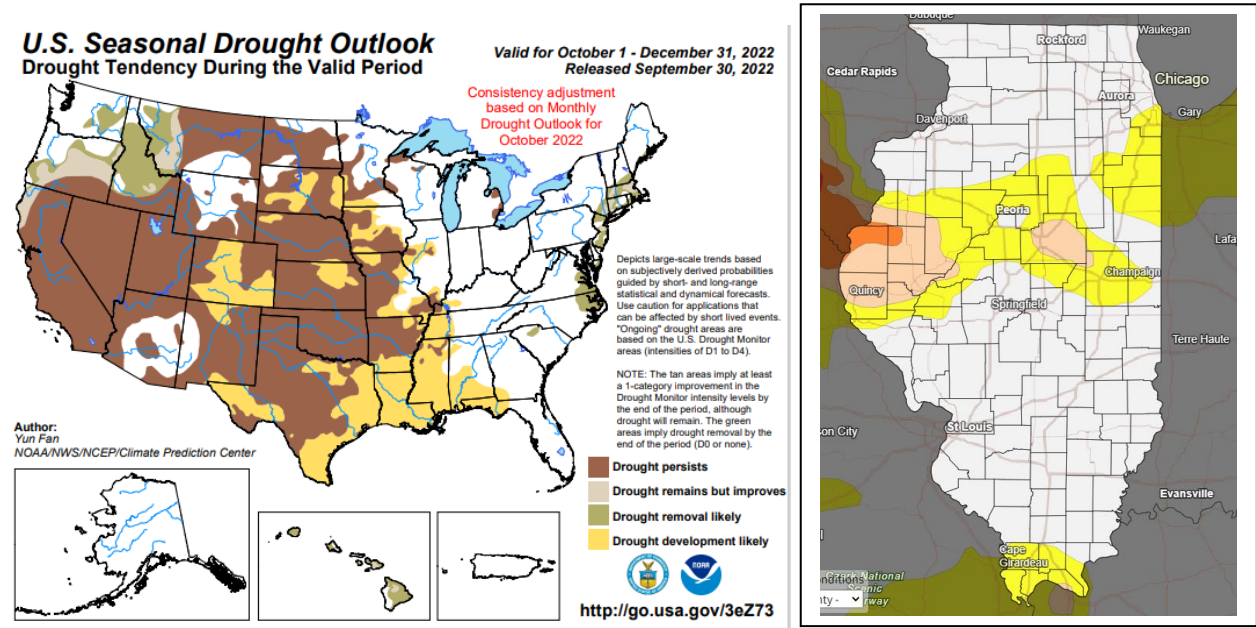 U.S. Seasonal Drought Outlook
Drought Tendency During the Valid Period
Valid for October 1 - December 31, 2022
Released September 30, 2022
Consistency adjustment
based on Monthly
Drought Outlook for
October 2022
Depicts large-scale trends based
on subjectively derived probabilities
guided by short- and long-range
statistical and dynamical forecasts.
Use caution for applications that
can be affected by short lived events.
"Ongoing" drought areas are
based on the U.S. Drought Monitor
areas (intensities of D1 to D4).
NOTE: The tan areas imply at least
a 1-category improvement in the
Drought Monitor intensity levels by
the end of the period, although
drought will remain. The green
areas imply drought removal by the
end of the period (D0 or none).
Author:
Yun Fan
NOAA/NWS/NCEP/Climate Prediction Center
Drought persists
Drought remains but improves
Drought removal likely
Drought development likely
NOAA
http://go.usa.gov/3eZ73
Dubuque
Rockford
Waukegan
Cedar Rapids
Chicago
Aurora
Gary
Davenport
Peoria
Lafa
Champaign
Quincy
Springfield
Terre Haute
St Louis
son City
Evansville
Cape
Girardeau
National
Scenic
rway
onditions
nty -